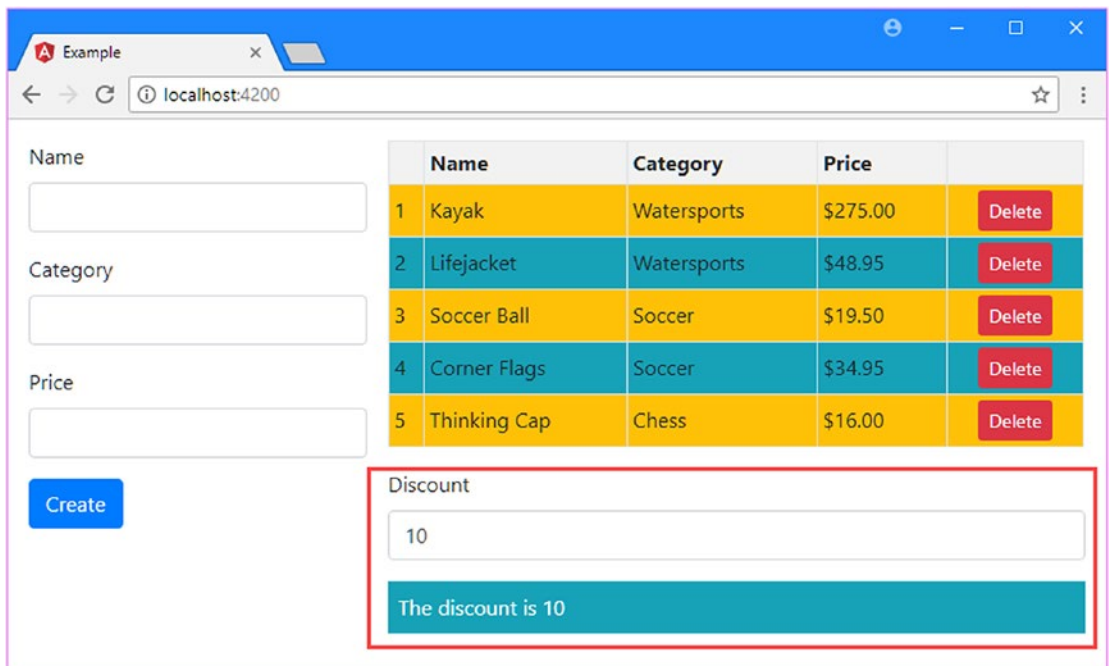 Example
localhost:4200
Name
Category
Price
Create
Name Category Price
1 Kayak Watersports $275.00 Delete
2 Lifejacket Watersports $48.95 Delete
3 Soccer Ball Soccer $19.50 Delete
4 Corner Flags Soccer $34.95 Delete
5 Thinking Cap Chess $16.00 Delete
Discount
10
The discount is 10